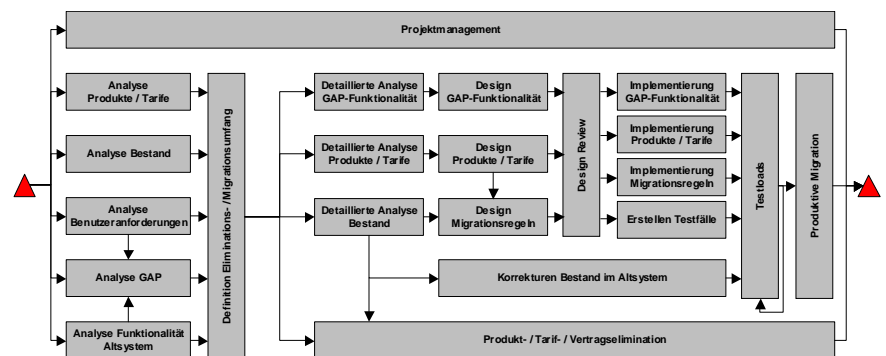 Projektmanagement
Analyse
Produkte / Tarife
Analyse Bestand
Analyse
Benutzeranforderungen
Analyse GAP
Analyse Funktionalität
Altsystem
Definition Eliminations- / Migrationsumfang
Detaillierte Analyse
GAP-Funktionalität
Detaillierte Analyse
Produkte / Tarife
Detaillierte Analyse
Bestand
Design
GAP-Funktionalität
Design
Produkte / Tarife
Design
Migrationsregeln
Design Review
Implementierung
GAP-Funktionalität
Implementierung
Produkte / Tarife
Implementierung
Migrationsregeln
Erstellen Testfälle
Korrekturen Bestand im Altsystem
Produkt- / Tarif- / Vertragselimination
Testloads
Produktive Migration